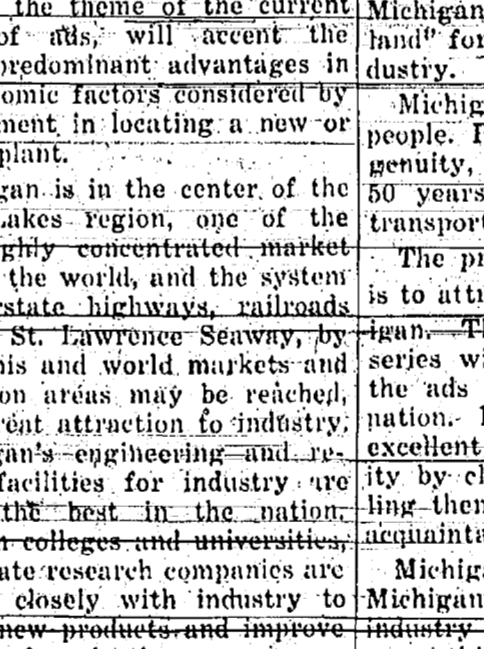 the theme of the current
of ads, will accent the
predominant advantages in
omic factors considered by
ment in locating a new or
plant.
gan is in the center of the
Lakes region, one of the
ghly concentrated market
the world, and the system
rstate highways, railroads
St. Lawrence Seaway, by
his and world markets and
on areas may be reached,
reat attraction to industry.
gan's engineering and re-
facilities for industry are
the best in the nation.
n colleges and universities,
ate research companies are
closely with industry to
new products and improve
Michigan
land" for
dustry.
Michig
people. I
genuity,
50 years
transport
The pr
is to attr
igan. Th
series wi
the ads
nation.
excellent
ity by cl
ling then
acquainta
Michiga
Michigan
industry